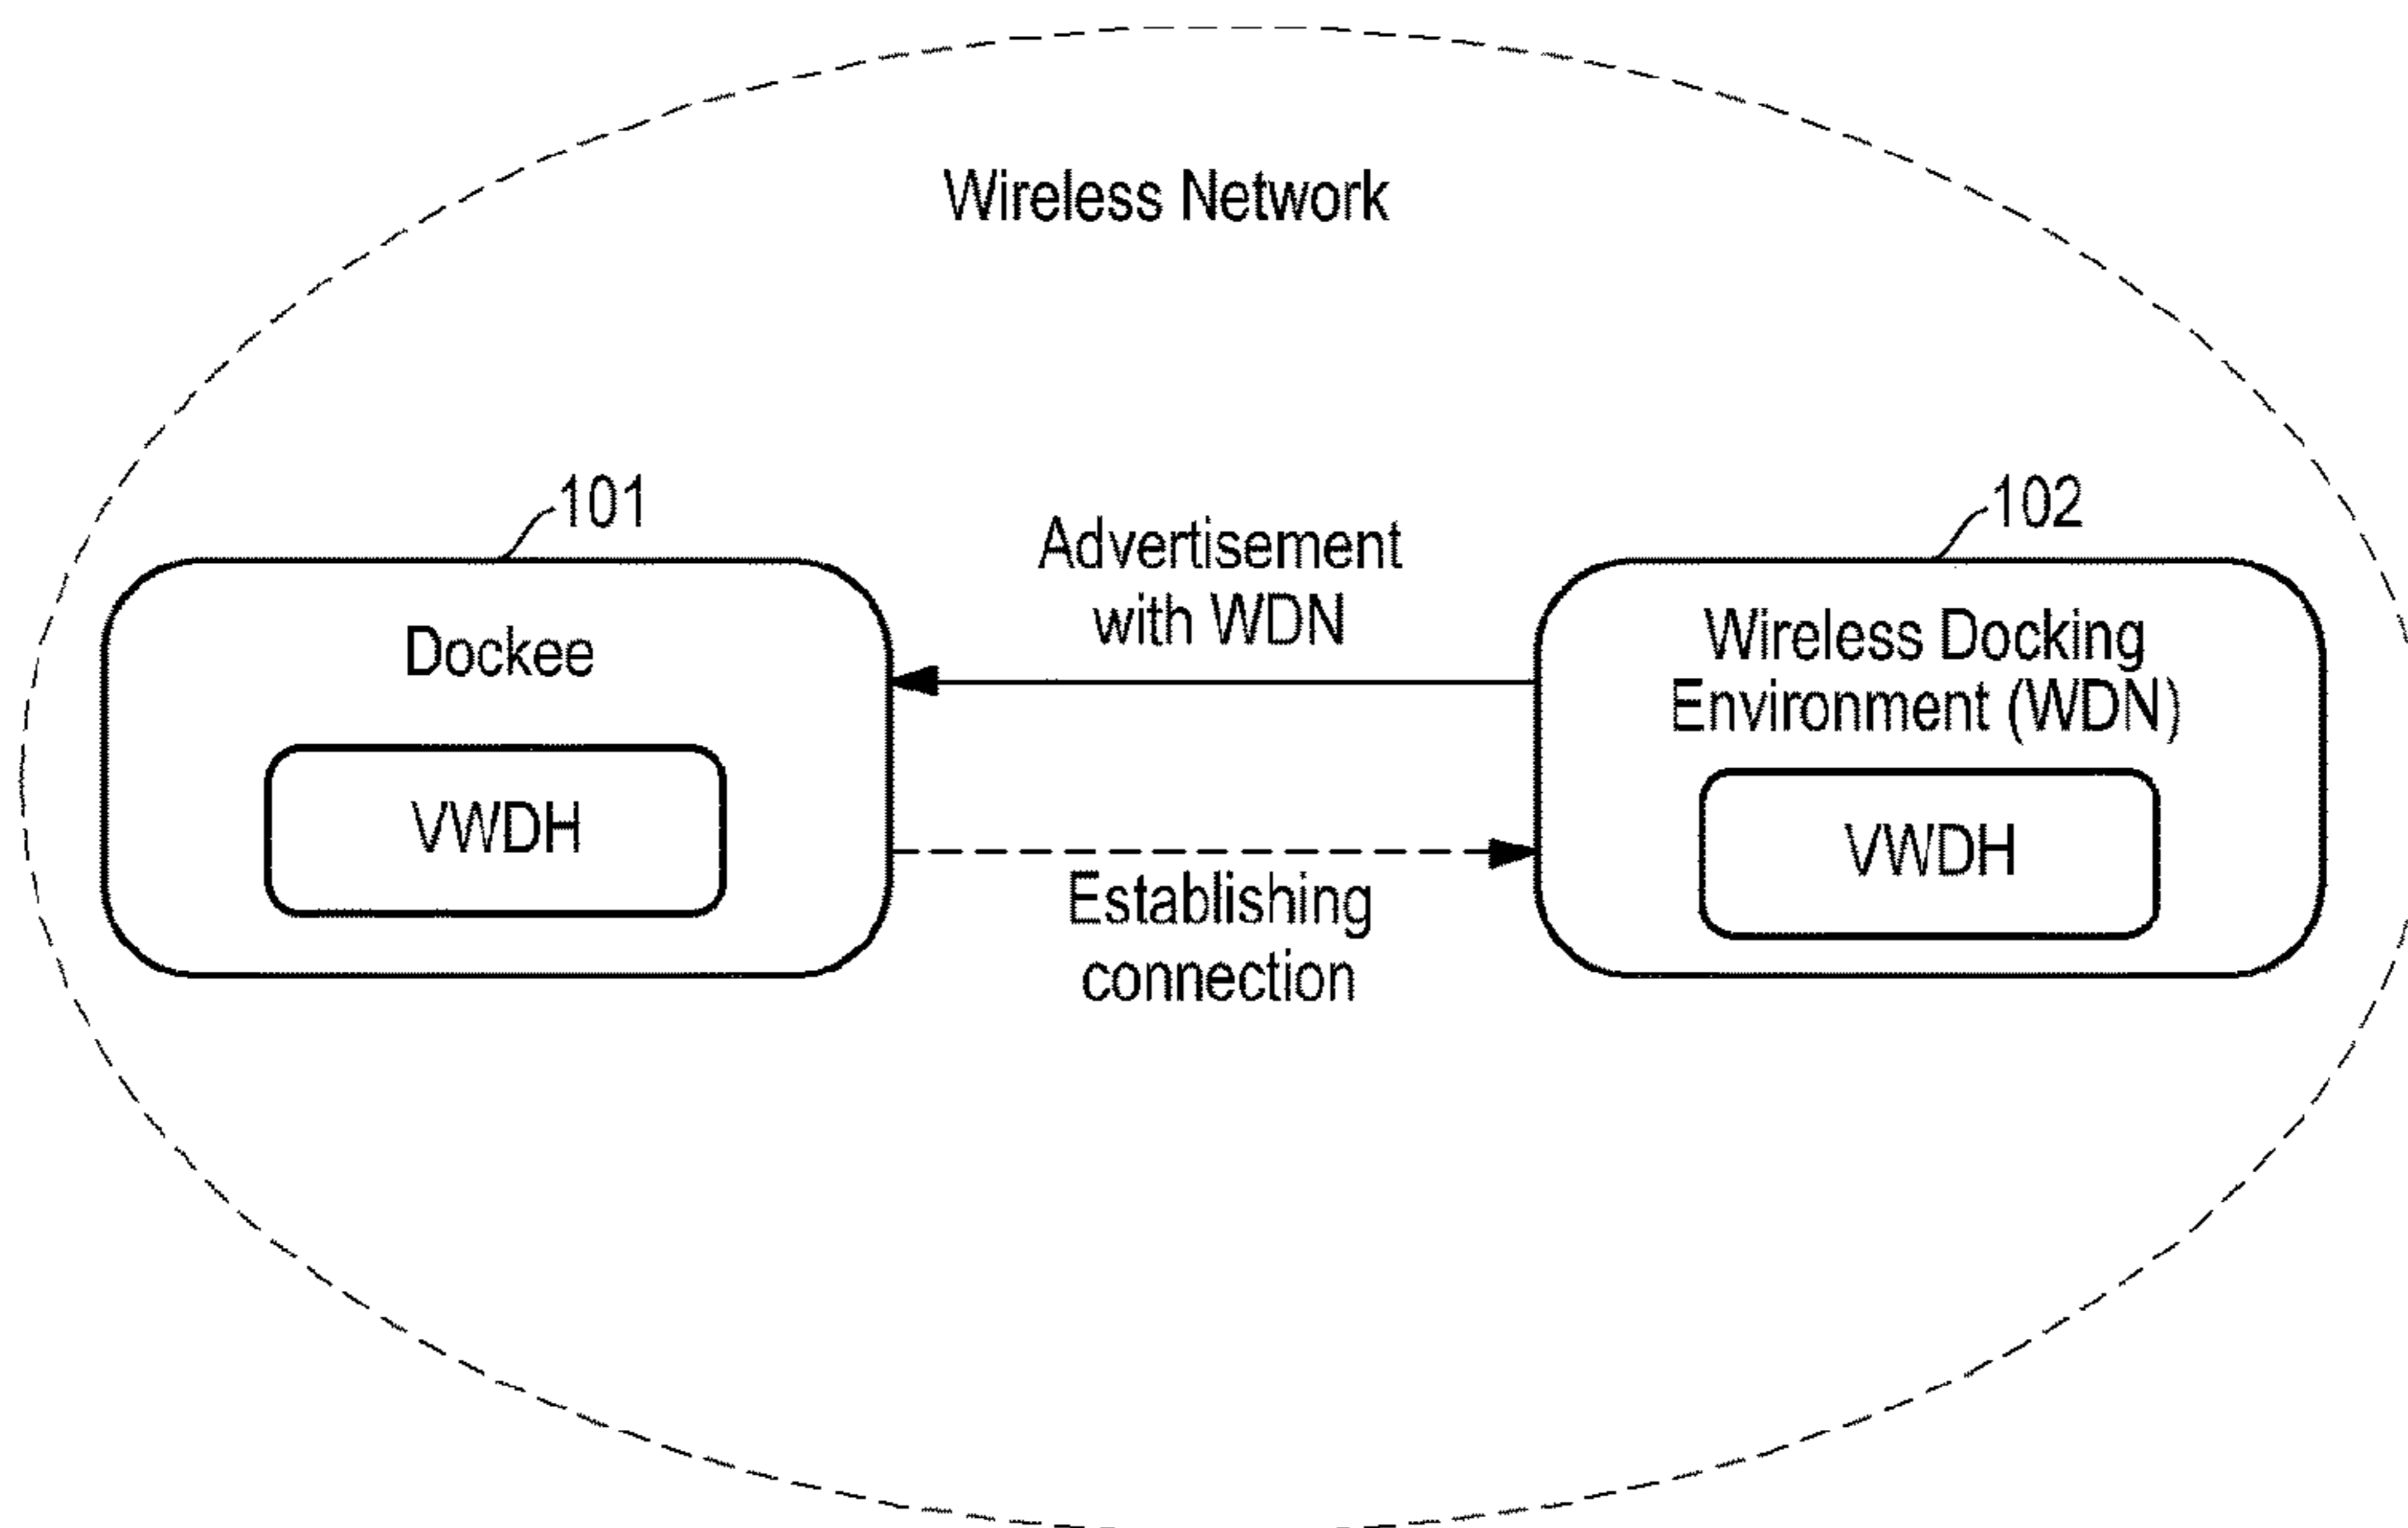 Wireless Network
101
102
Advertisement
with WDN
Dockee
Wireless Docking
Environment (WDN)
VWDH
VWDH
Establishing
connection